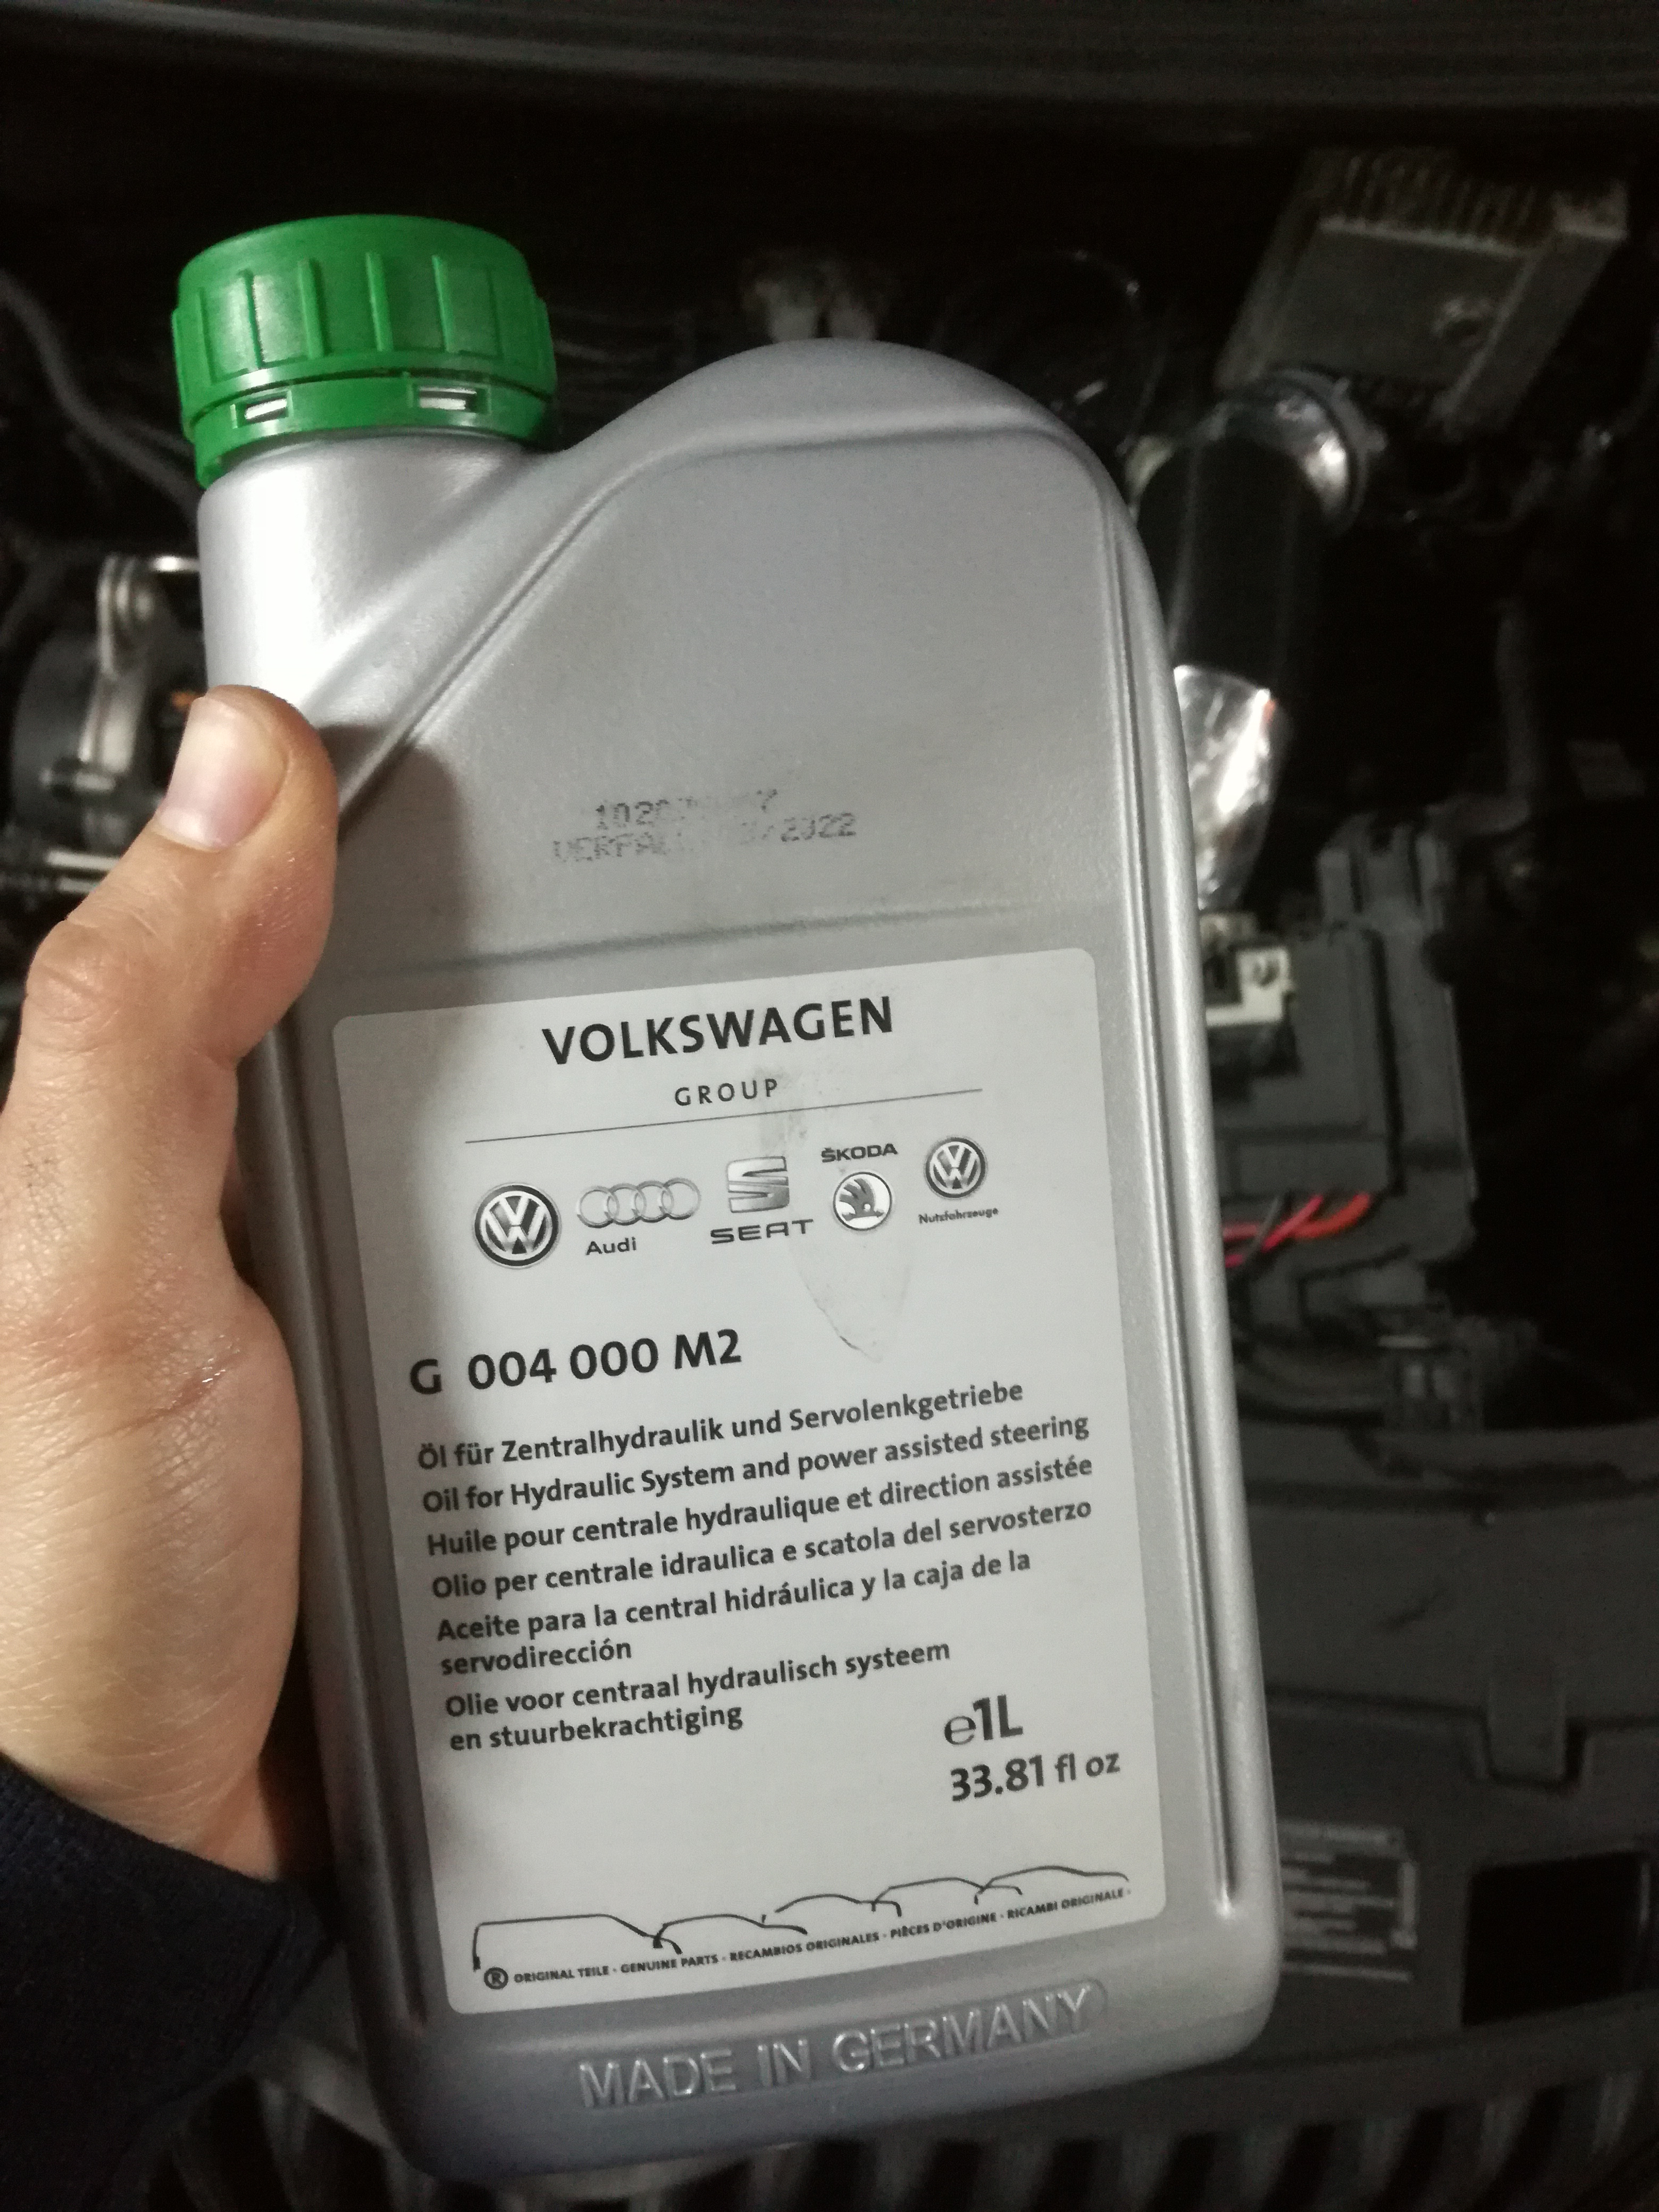 2022
VOLKSWAGEN
GROUP
Audi
SEAT
ŠKODA
Nutzfahrzeuge
G 004 000 M2
Öl für Zentralhydraulik und Servolenkgetriebe
Oil for Hydraulic System and power assisted steering
Huile pour centrale hydraulique et direction assistée
Olio per centrale idraulica e scatola del servosterzo
Aceite para la central hidráulica y la caja de la
servodirección
Olie voor centraal hydraulisch systeem
en stuurbekrachtiging
e1L
33.81 fl oz
® ORIGINAL TEILE · GENUINE PARTS · RECAMBIOS ORIGINALES · PIÈCES D'ORIGINE · RICAMBI ORIGINALE ·
MADE IN GERMANY